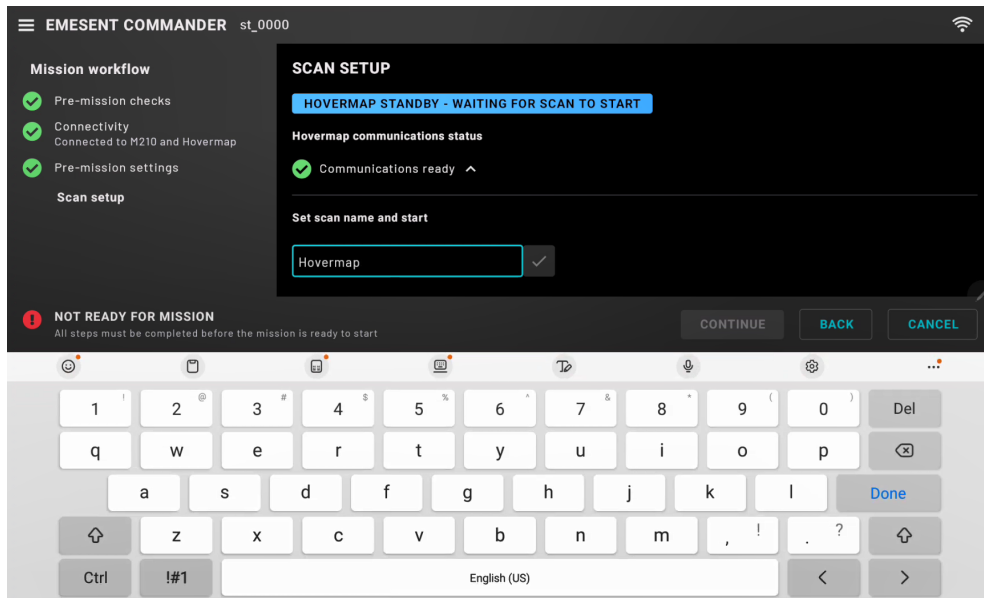 EMESENT COMMANDER st_0000
Mission workflow
Pre-mission checks
Connectivity
Connected to M210 and Hovermap
Pre-mission settings
Scan setup
SCAN SETUP
HOVERMAP STANDBY - WAITING FOR SCAN TO START
Hovermap communications status
Communications ready
Set scan name and start
Hovermap
NOT READY FOR MISSION
All steps must be completed before the mission is ready to start
CONTINUE BACK CANCEL
1 ! 2 @ 3 # 4 $ 5 % 6 ^ 7 & 8 * 9 ( 0 ) Del
q w e r t y u i o p
a s d f g h j k l Done
z x c v b n m , ! . ?
Ctrl !#1 English (US) < >